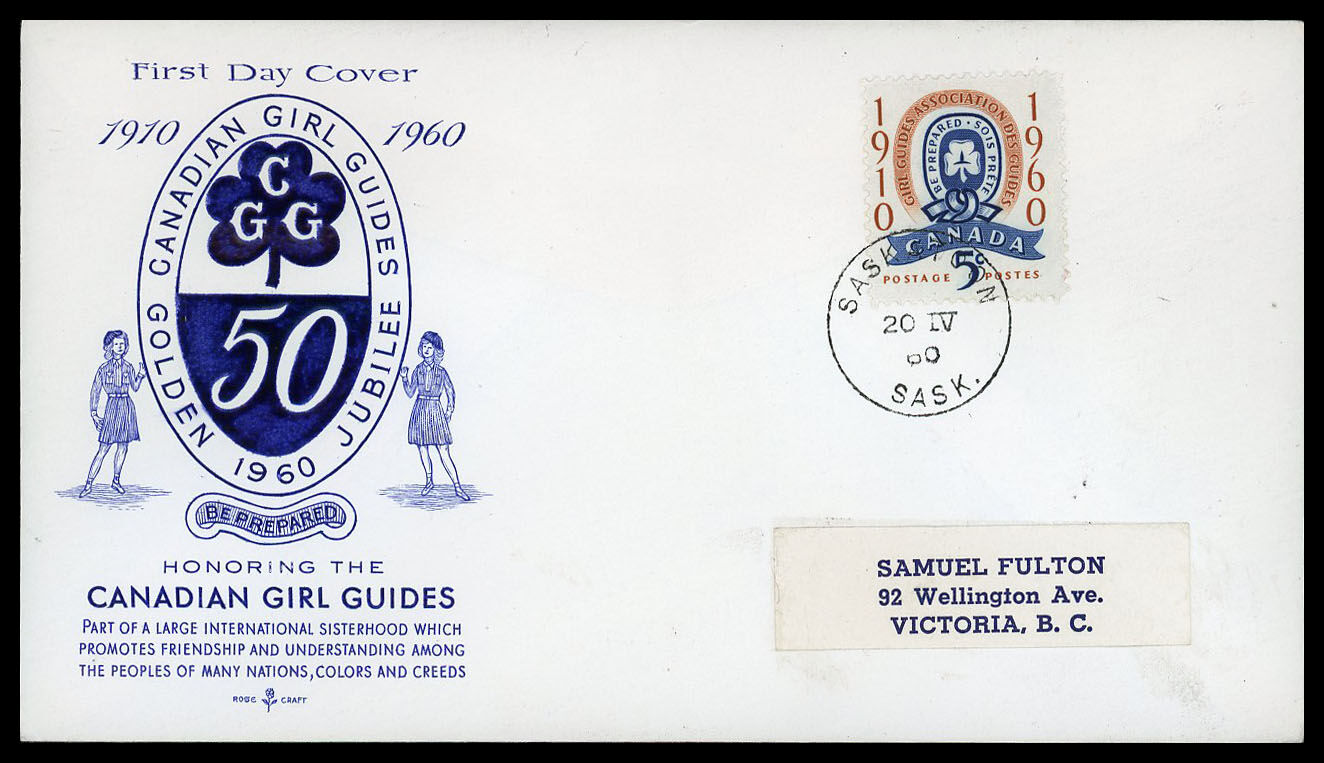 First Day Cover
1910 1960
CANADIAN GIRL GUIDES
GOLDEN 1960 JUBILEE
C
G G
50
BE PREPARED
HONORING THE
CANADIAN GIRL GUIDES
PART OF A LARGE INTERNATIONAL SISTERHOOD WHICH
PROMOTES FRIENDSHIP AND UNDERSTANDING AMONG
THE PEOPLES OF MANY NATIONS, COLORS AND CREEDS
ROSE CRAFT
1910 1960
GIRL GUIDES ASSOCIATION DES GUIDES
BE PREPARED · SOIS PRÊTE
CANADA
POSTAGE 5c POSTES
20 IV
60
SASK.
SAMUEL FULTON
92 Wellington Ave.
VICTORIA, B. C.